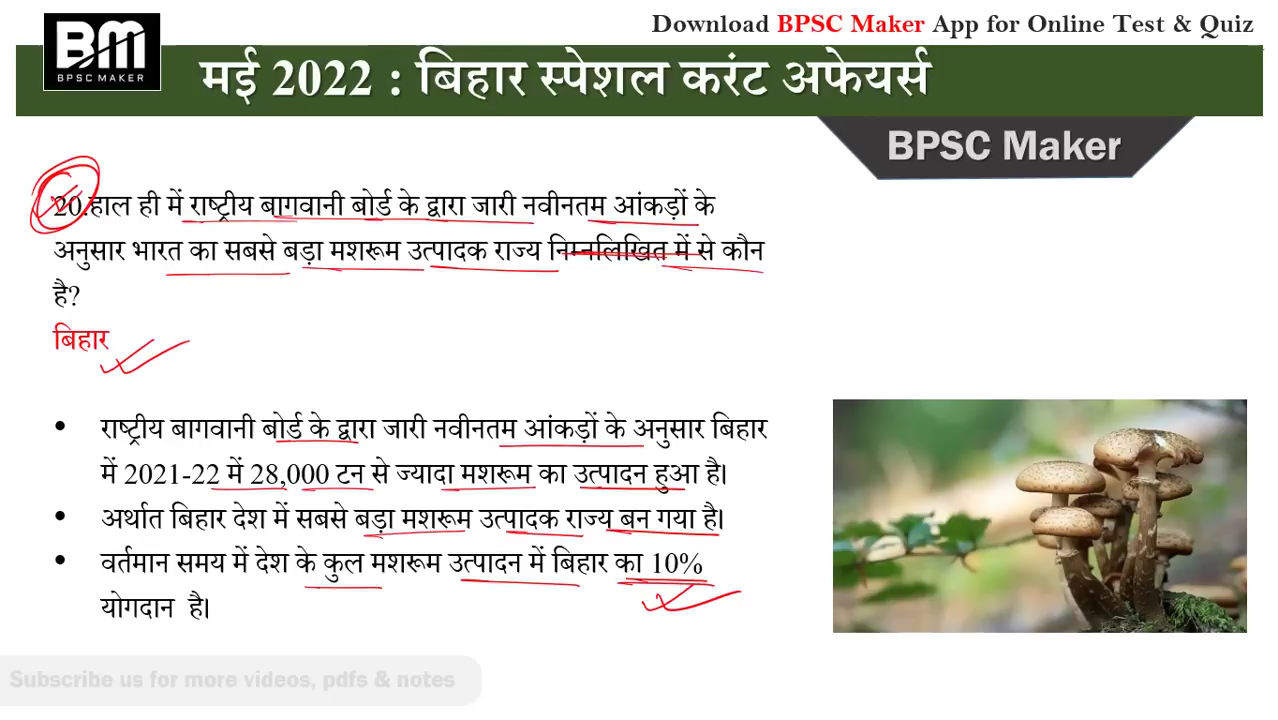 Download BPSC Maker App for Online Test & Quiz
BM
BPSC MAKER
मई 2022 : बिहार स्पेशल करंट अफेयर्स
BPSC Maker
20.हाल ही में राष्ट्रीय बागवानी बोर्ड के द्वारा जारी नवीनतम आंकड़ों के
अनुसार भारत का सबसे बड़ा मशरूम उत्पादक राज्य निम्नलिखित में से कौन
है?
बिहार
• राष्ट्रीय बागवानी बोर्ड के द्वारा जारी नवीनतम आंकड़ों के अनुसार बिहार
में 2021-22 में 28,000 टन से ज्यादा मशरूम का उत्पादन हुआ है।
• अर्थात बिहार देश में सबसे बड़ा मशरूम उत्पादक राज्य बन गया है।
• वर्तमान समय में देश के कुल मशरूम उत्पादन में बिहार का 10%
योगदान है।
Subscribe us for more videos, pdfs & notes